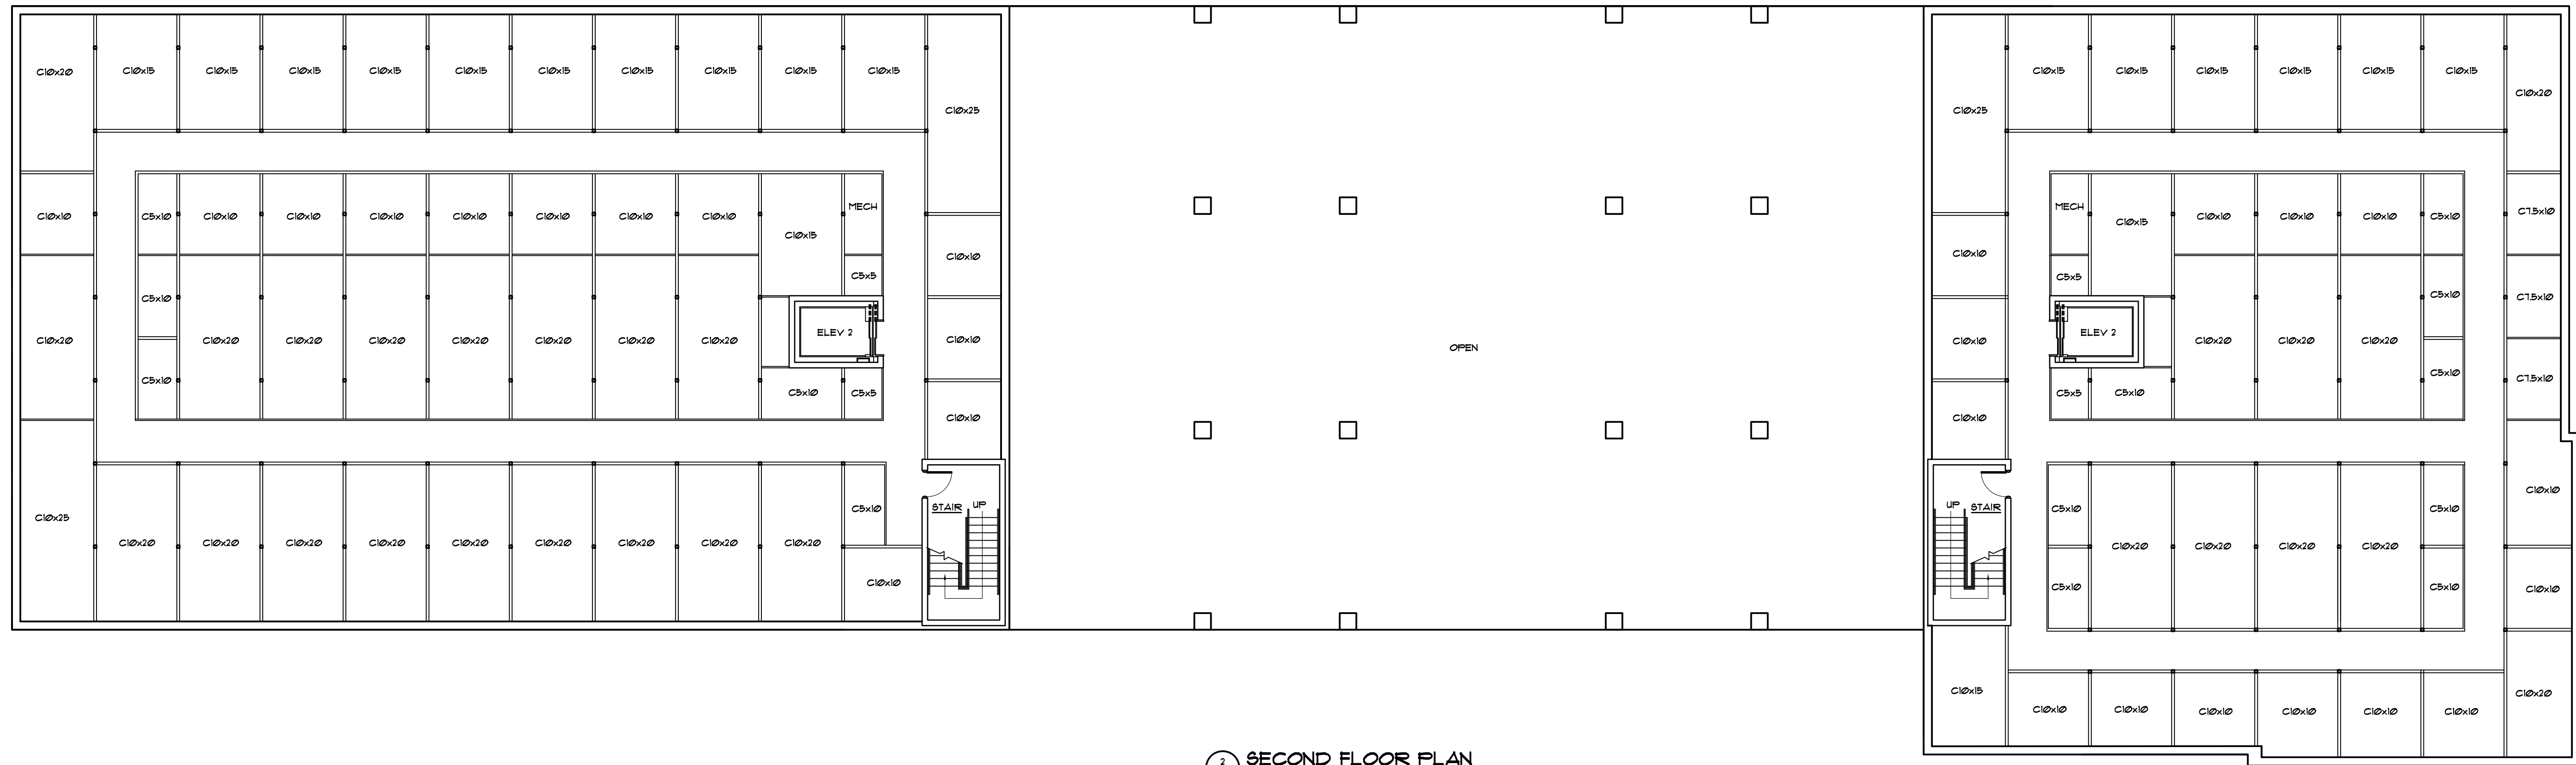 C10x20 C10x15 C10x15 C10x15 C10x15 C10x15 C10x15 C10x15 C10x15 C10x15 C10x15 C10x15 C10x15 C10x15 C10x15 C10x15 C10x15
C10x20
C10x25 C10x25
MECH MECH
C10x10 C5x10 C10x10 C10x10 C10x10 C10x10 C10x10 C10x10 C10x10 C10x10 C10x10 C10x10 C5x10 C7.5x10
C10x15 C10x15
C10x10 C10x10
C5x5 C5x5
C5x10 C5x10 C7.5x10
ELEV 2 ELEV 2
C10x20 C10x20 C10x20 C10x20 C10x20 C10x20 C10x20 C10x20 C10x10 OPEN C10x10 C10x20 C10x20 C10x20
C5x10 C5x10 C7.5x10
C5x10 C5x5 C5x5 C5x10
C10x10 C10x10
C10x10
C5x10 STAIR UP UP STAIR C5x10 C5x10
C10x25
C10x20 C10x20 C10x20 C10x20 C10x20 C10x20 C10x20 C10x20 C10x20 C10x20 C10x20 C10x20 C10x20
C10x10 C5x10 C5x10 C10x10
C10x15 C10x20
C10x10 C10x10 C10x10 C10x10 C10x10 C10x10
2 SECOND FLOOR PLAN